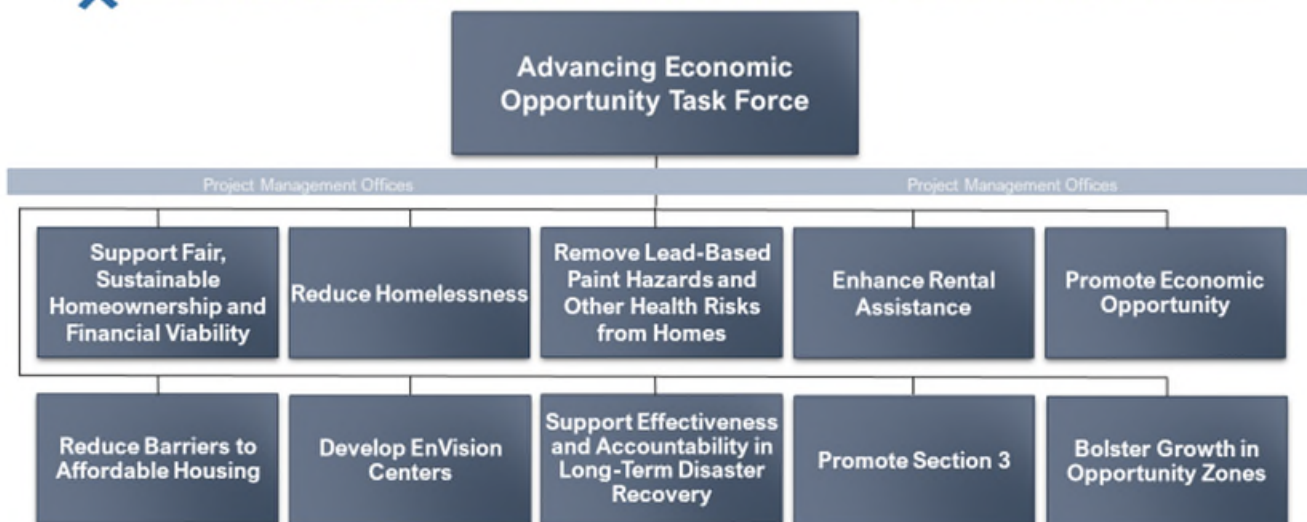 Advancing Economic
Opportunity Task Force
Project Management Offices
Project Management Offices
Support Fair,
Sustainable
Homeownership and
Financial Viability
Reduce Homelessness
Remove Lead-Based
Paint Hazards and
Other Health Risks
from Homes
Enhance Rental
Assistance
Promote Economic
Opportunity
Reduce Barriers to
Affordable Housing
Develop EnVision
Centers
Support Effectiveness
and Accountability in
Long-Term Disaster
Recovery
Promote Section 3
Bolster Growth in
Opportunity Zones